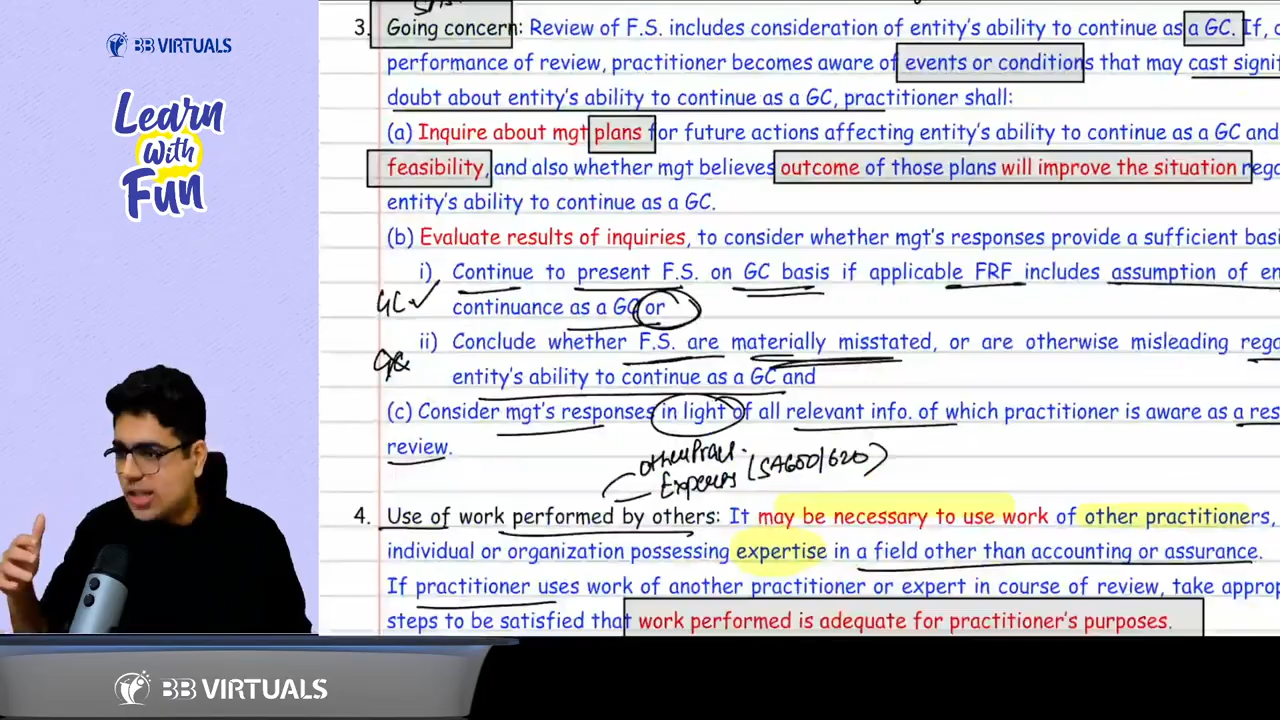 BB VIRTUALS
Learn
With
Fun
3. Going concern: Review of F.S. includes consideration of entity's ability to continue as a GC. If,
performance of review, practitioner becomes aware of events or conditions that may cast signif
doubt about entity's ability to continue as a GC, practitioner shall:
(a) Inquire about mgt plans for future actions affecting entity's ability to continue as a GC and
feasibility, and also whether mgt believes outcome of those plans will improve the situation rega
entity's ability to continue as a GC.
(b) Evaluate results of inquiries, to consider whether mgt's responses provide a sufficient basi
i) Continue to present F.S. on GC basis if applicable FRF includes assumption of en
GC ✓ continuance as a GC or
ii) Conclude whether F.S. are materially misstated, or are otherwise misleading rega
entity's ability to continue as a GC and
(c) Consider mgt's responses in light of all relevant info. of which practitioner is aware as a res
review.
Other Pract.
Experts (SA600/620)
4. Use of work performed by others: It may be necessary to use work of other practitioners,
individual or organization possessing expertise in a field other than accounting or assurance.
If practitioner uses work of another practitioner or expert in course of review, take approp
steps to be satisfied that work performed is adequate for practitioner's purposes.
BB VIRTUALS